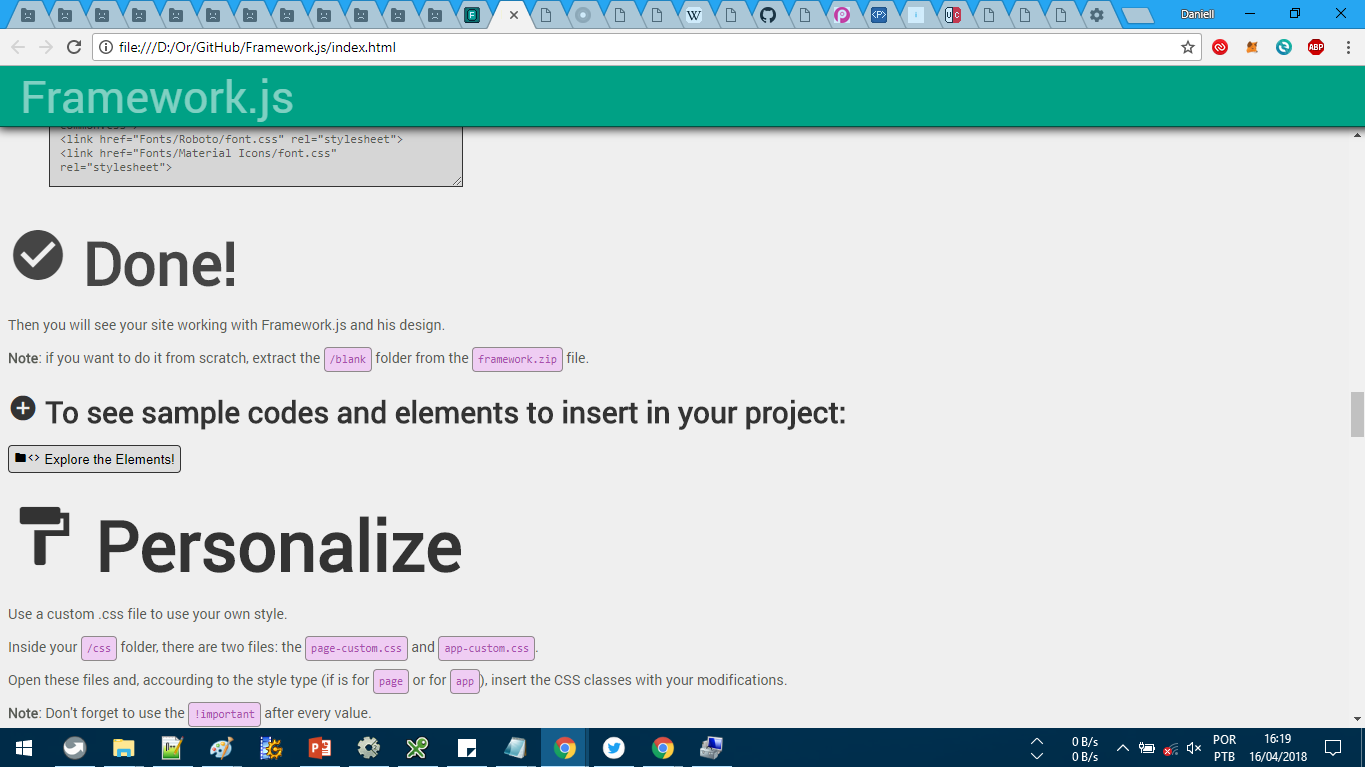 Daniell
file:///D:/Or/GitHub/Framework.js/index.html
ABP
Framework.js
<link href="Fonts/Roboto/font.css" rel="stylesheet">
<link href="Fonts/Material Icons/font.css"
rel="stylesheet">
Done!
Then you will see your site working with Framework.js and his design.
Note: if you want to do it from scratch, extract the /blank folder from the framework.zip file.
To see sample codes and elements to insert in your project:
<> Explore the Elements!
Personalize
Use a custom .css file to use your own style.
Inside your /css folder, there are two files: the page-custom.css and app-custom.css.
Open these files and, accourding to the style type (if is for page or for app), insert the CSS classes with your modifications.
Note: Don't forget to use the !important after every value.
0 B/s
0 B/s
POR
PTB
16:19
16/04/2018